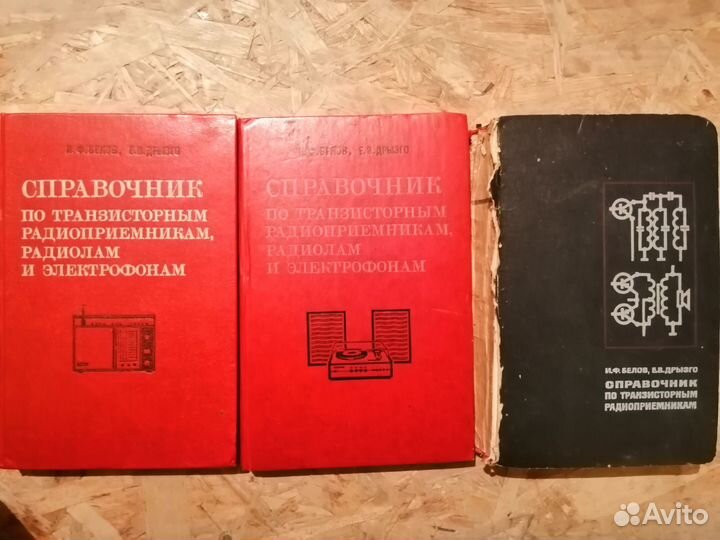 И.Ф.БЕЛОВ, Е.В.ДРЫЗГО
СПРАВОЧНИК
ПО ТРАНЗИСТОРНЫМ
РАДИОПРИЕМНИКАМ,
РАДИОЛАМ
И ЭЛЕКТРОФОНАМ
И.Ф.БЕЛОВ, Е.В.ДРЫЗГО
СПРАВОЧНИК
ПО ТРАНЗИСТОРНЫМ
РАДИОПРИЕМНИКАМ,
РАДИОЛАМ
И ЭЛЕКТРОФОНАМ
И.Ф.БЕЛОВ, Е.В.ДРЫЗГО
СПРАВОЧНИК
ПО ТРАНЗИСТОРНЫМ
РАДИОПРИЕМНИКАМ
Avito